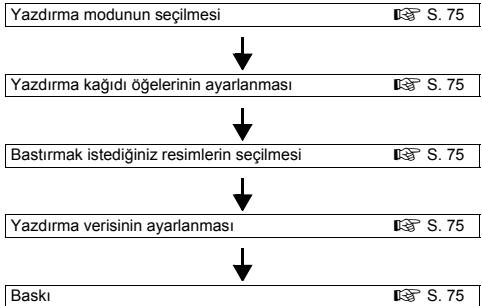 Yazdırma modunun seçilmesi ☞ S. 75
Yazdırma kağıdı öğelerinin ayarlanması ☞ S. 75
Bastırmak istediğiniz resimlerin seçilmesi ☞ S. 75
Yazdırma verisinin ayarlanması ☞ S. 75
Baskı ☞ S. 75